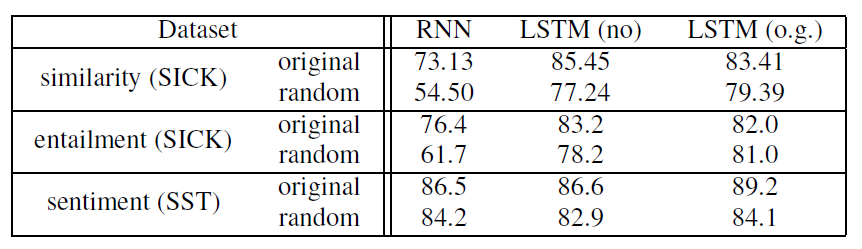 Dataset RNN LSTM (no) LSTM (o.g.)
similarity (SICK) original 73.13 85.45 83.41
random 54.50 77.24 79.39
entailment (SICK) original 76.4 83.2 82.0
random 61.7 78.2 81.0
sentiment (SST) original 86.5 86.6 89.2
random 84.2 82.9 84.1